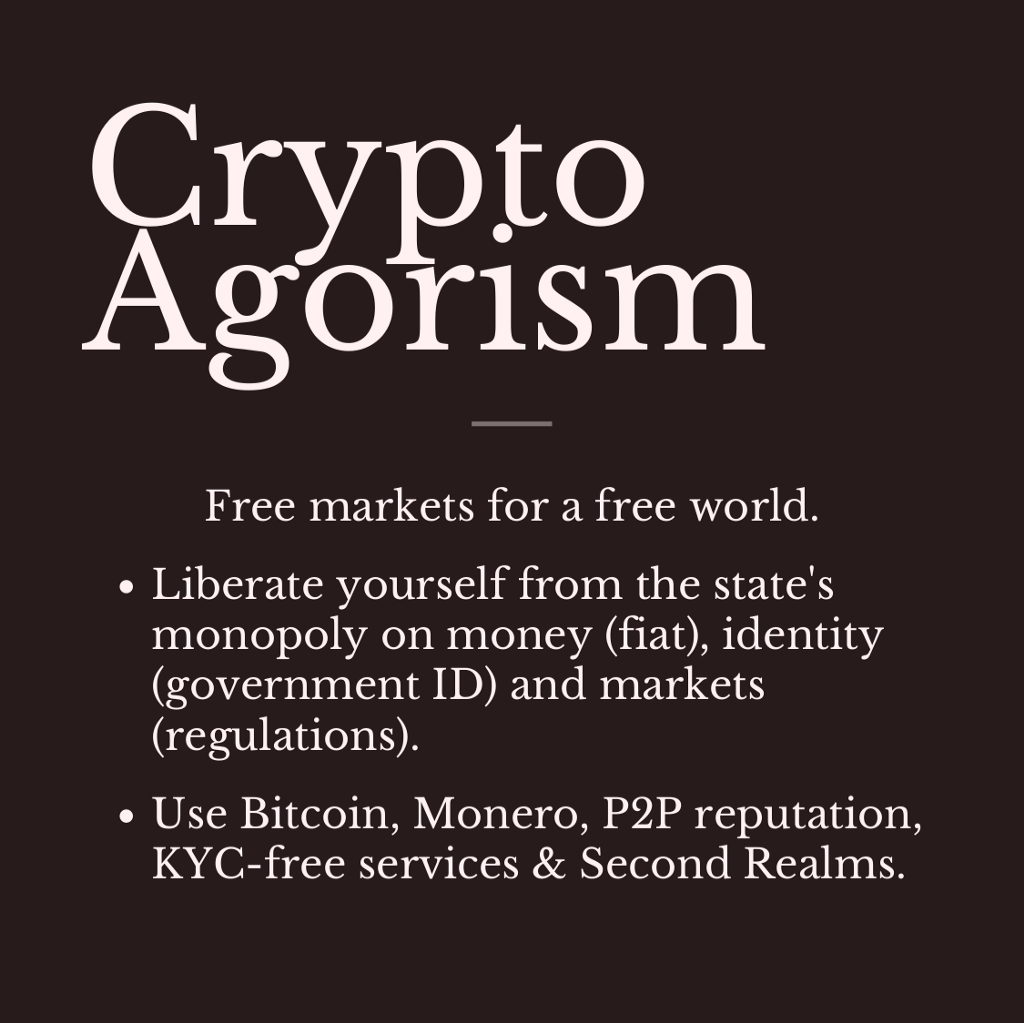 Crypto
Agorism
Free markets for a free world.
• Liberate yourself from the state's
monopoly on money (fiat), identity
(government ID) and markets
(regulations).
• Use Bitcoin, Monero, P2P reputation,
KYC-free services & Second Realms.